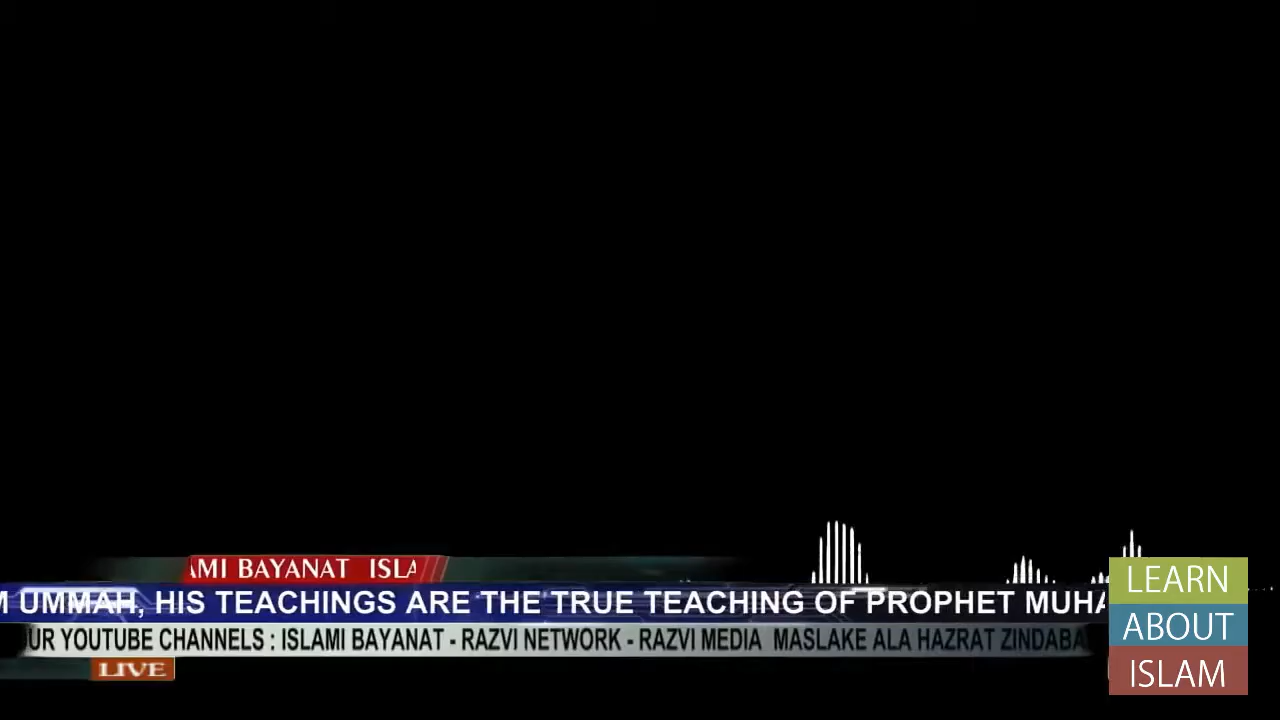 AMI BAYANAT ISLA
M UMMAH, HIS TEACHINGS ARE THE TRUE TEACHING OF PROPHET MUHA
UR YOUTUBE CHANNELS : ISLAMI BAYANAT - RAZVI NETWORK - RAZVI MEDIA MASLAKE ALA HAZRAT ZINDABA
LIVE
LEARN
ABOUT
ISLAM